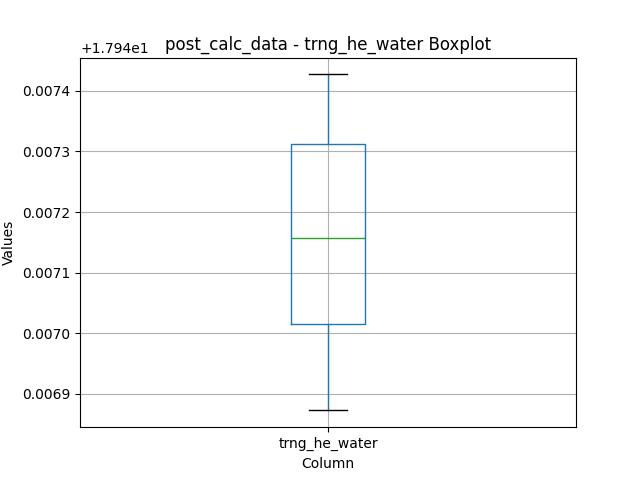 +1.794e1
post_calc_data - trng_he_water Boxplot
0.0074
0.0073
0.0072
0.0071
0.0070
0.0069
Values
trng_he_water
Column